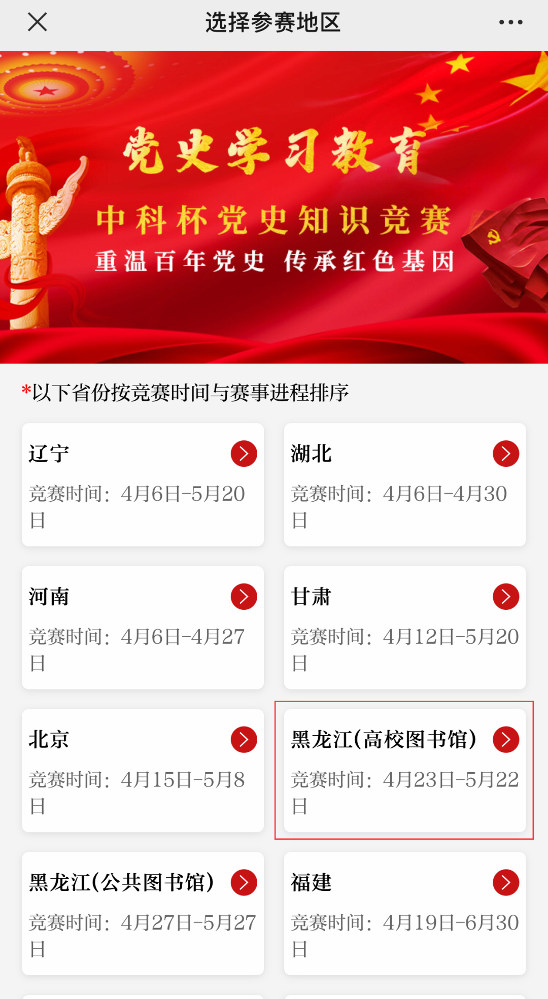 选择参赛地区
党史学习教育
中科杯党史知识竞赛
重温百年党史 传承红色基因
*以下省份按竞赛时间与赛事进程排序
辽宁
竞赛时间：4月6日-5月20
日
湖北
竞赛时间：4月6日-4月30
日
河南
竞赛时间：4月6日-4月27
日
甘肃
竞赛时间：4月12日-5月20
日
北京
竞赛时间：4月15日-5月8
日
黑龙江(高校图书馆)
竞赛时间：4月23日-5月22
日
黑龙江(公共图书馆)
竞赛时间：4月27日-5月27
日
福建
竞赛时间：4月19日-6月30
日